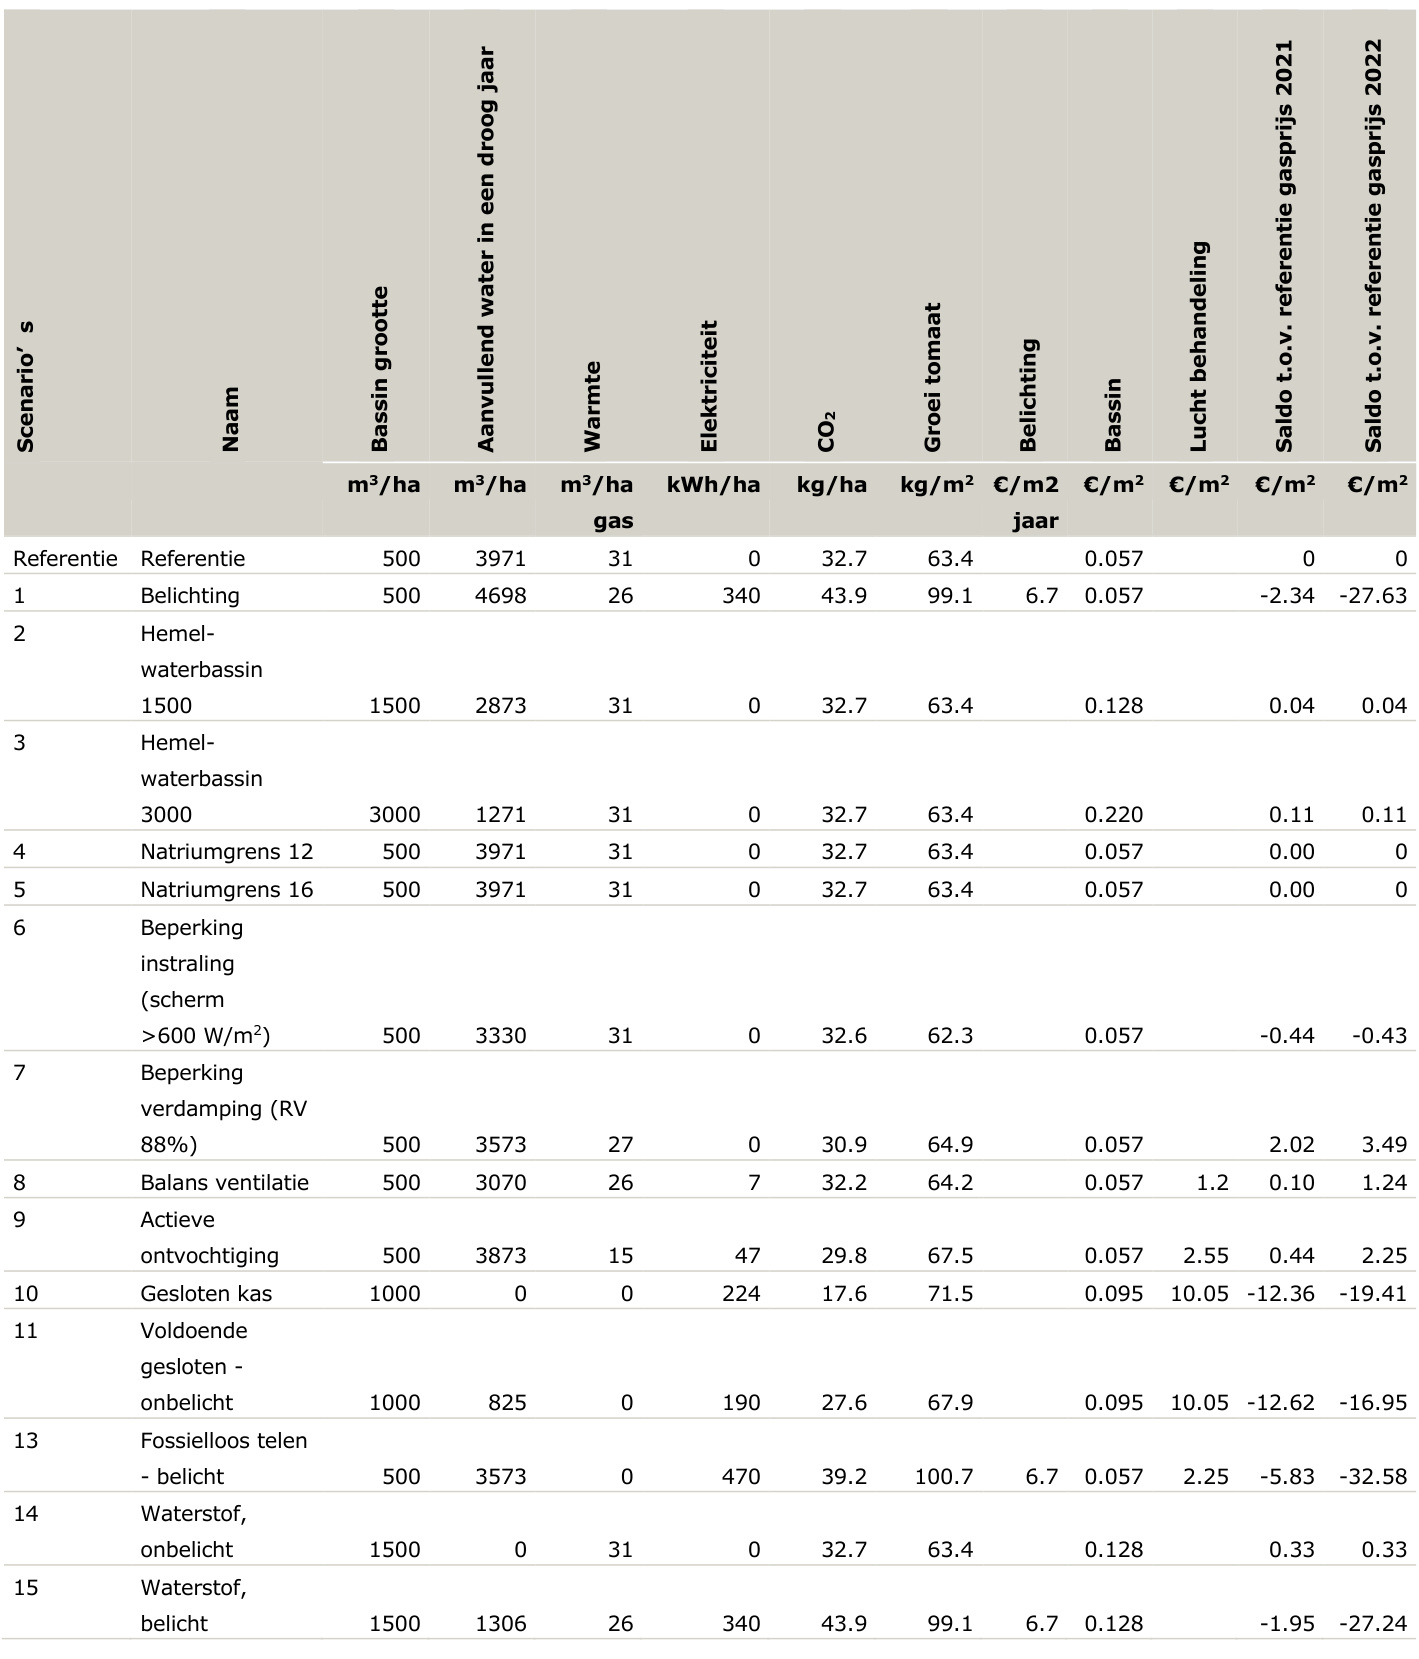 Scenario’ s Naam Bassin grootte Aanvullend water in een droog jaar Warmte Elektriciteit CO₂ Groei tomaat Belichting Bassin Lucht behandeling Saldo t.o.v. referentie gasprijs 2021 Saldo t.o.v. referentie gasprijs 2022
m³/ha m³/ha m³/ha kWh/ha kg/ha kg/m² €/m2 €/m² €/m² €/m² €/m²
gas jaar
Referentie Referentie 500 3971 31 0 32.7 63.4 0.057 0 0
1 Belichting 500 4698 26 340 43.9 99.1 6.7 0.057 -2.34 -27.63
2 Hemel-
waterbassin
1500 1500 2873 31 0 32.7 63.4 0.128 0.04 0.04
3 Hemel-
waterbassin
3000 3000 1271 31 0 32.7 63.4 0.220 0.11 0.11
4 Natriumgrens 12 500 3971 31 0 32.7 63.4 0.057 0.00 0
5 Natriumgrens 16 500 3971 31 0 32.7 63.4 0.057 0.00 0
6 Beperking
instraling
(scherm
>600 W/m²) 500 3330 31 0 32.6 62.3 0.057 -0.44 -0.43
7 Beperking
verdamping (RV
88%) 500 3573 27 0 30.9 64.9 0.057 2.02 3.49
8 Balans ventilatie 500 3070 26 7 32.2 64.2 0.057 1.2 0.10 1.24
9 Actieve
ontvochtiging 500 3873 15 47 29.8 67.5 0.057 2.55 0.44 2.25
10 Gesloten kas 1000 0 0 224 17.6 71.5 0.095 10.05 -12.36 -19.41
11 Voldoende
gesloten -
onbelicht 1000 825 0 190 27.6 67.9 0.095 10.05 -12.62 -16.95
13 Fossielloos telen
- belicht 500 3573 0 470 39.2 100.7 6.7 0.057 2.25 -5.83 -32.58
14 Waterstof,
onbelicht 1500 0 31 0 32.7 63.4 0.128 0.33 0.33
15 Waterstof,
belicht 1500 1306 26 340 43.9 99.1 6.7 0.128 -1.95 -27.24